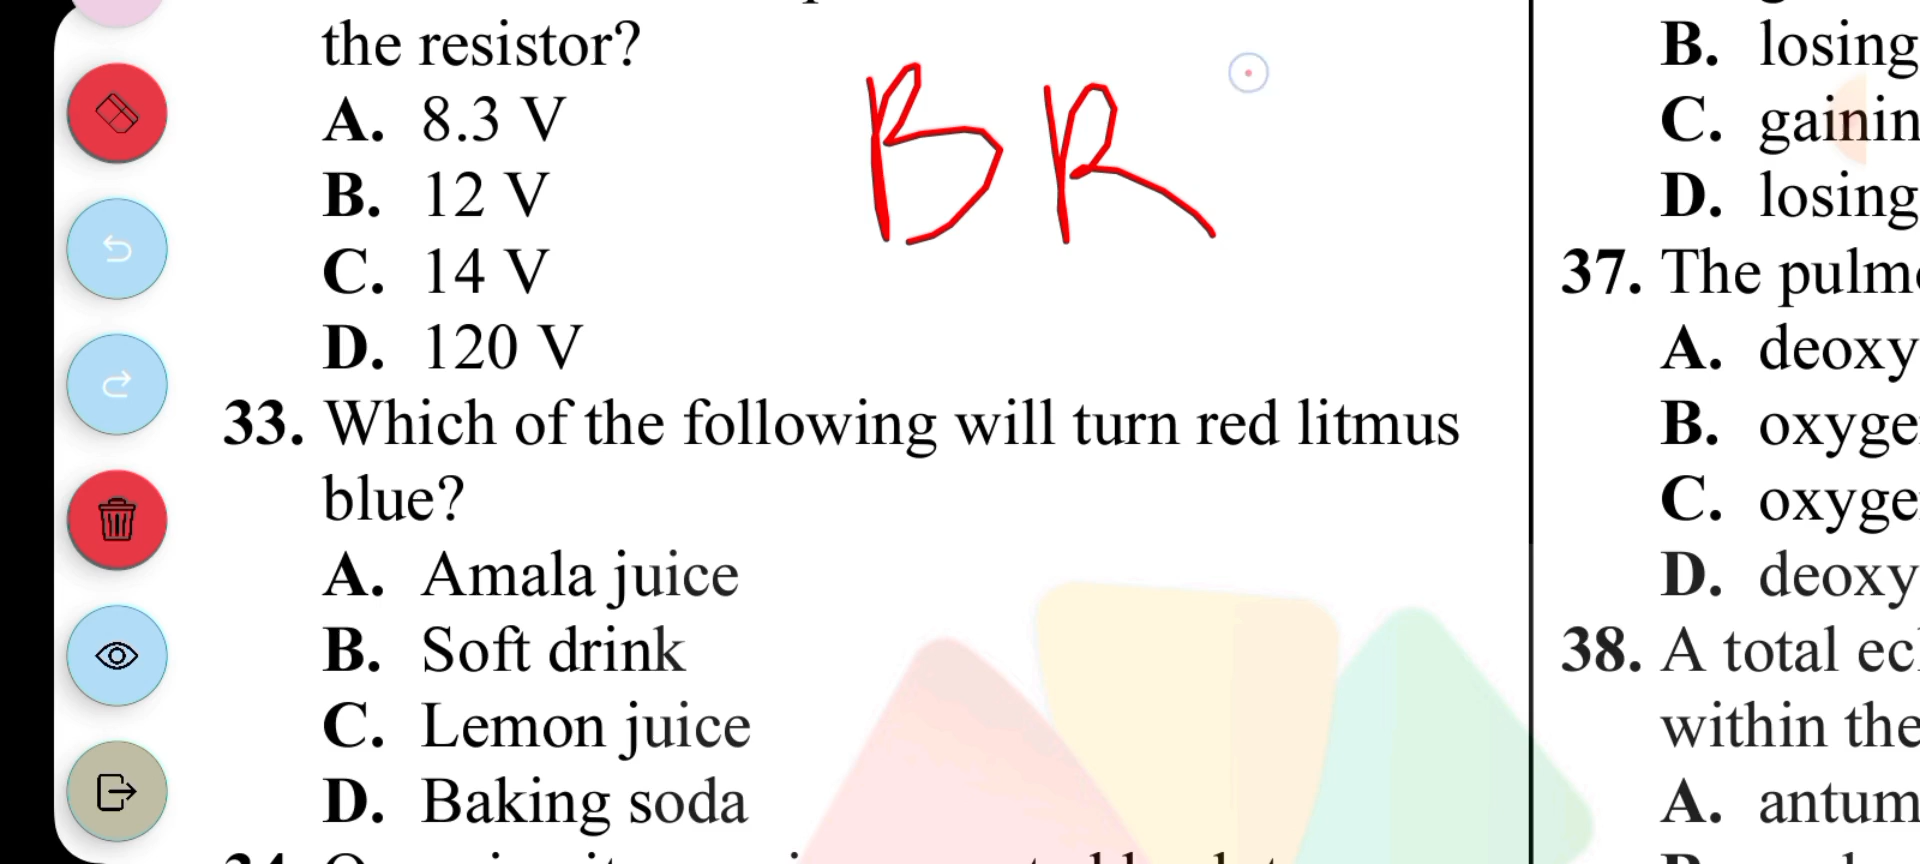 the resistor?
A. 8.3 V
B. 12 V
C. 14 V
D. 120 V
BR
33. Which of the following will turn red litmus
blue?
A. Amala juice
B. Soft drink
C. Lemon juice
D. Baking soda
B. losing
C. gainin
D. losing
37. The pulm
A. deoxy
B. oxyge
C. oxyge
D. deoxy
38. A total ec
within the
A. antum